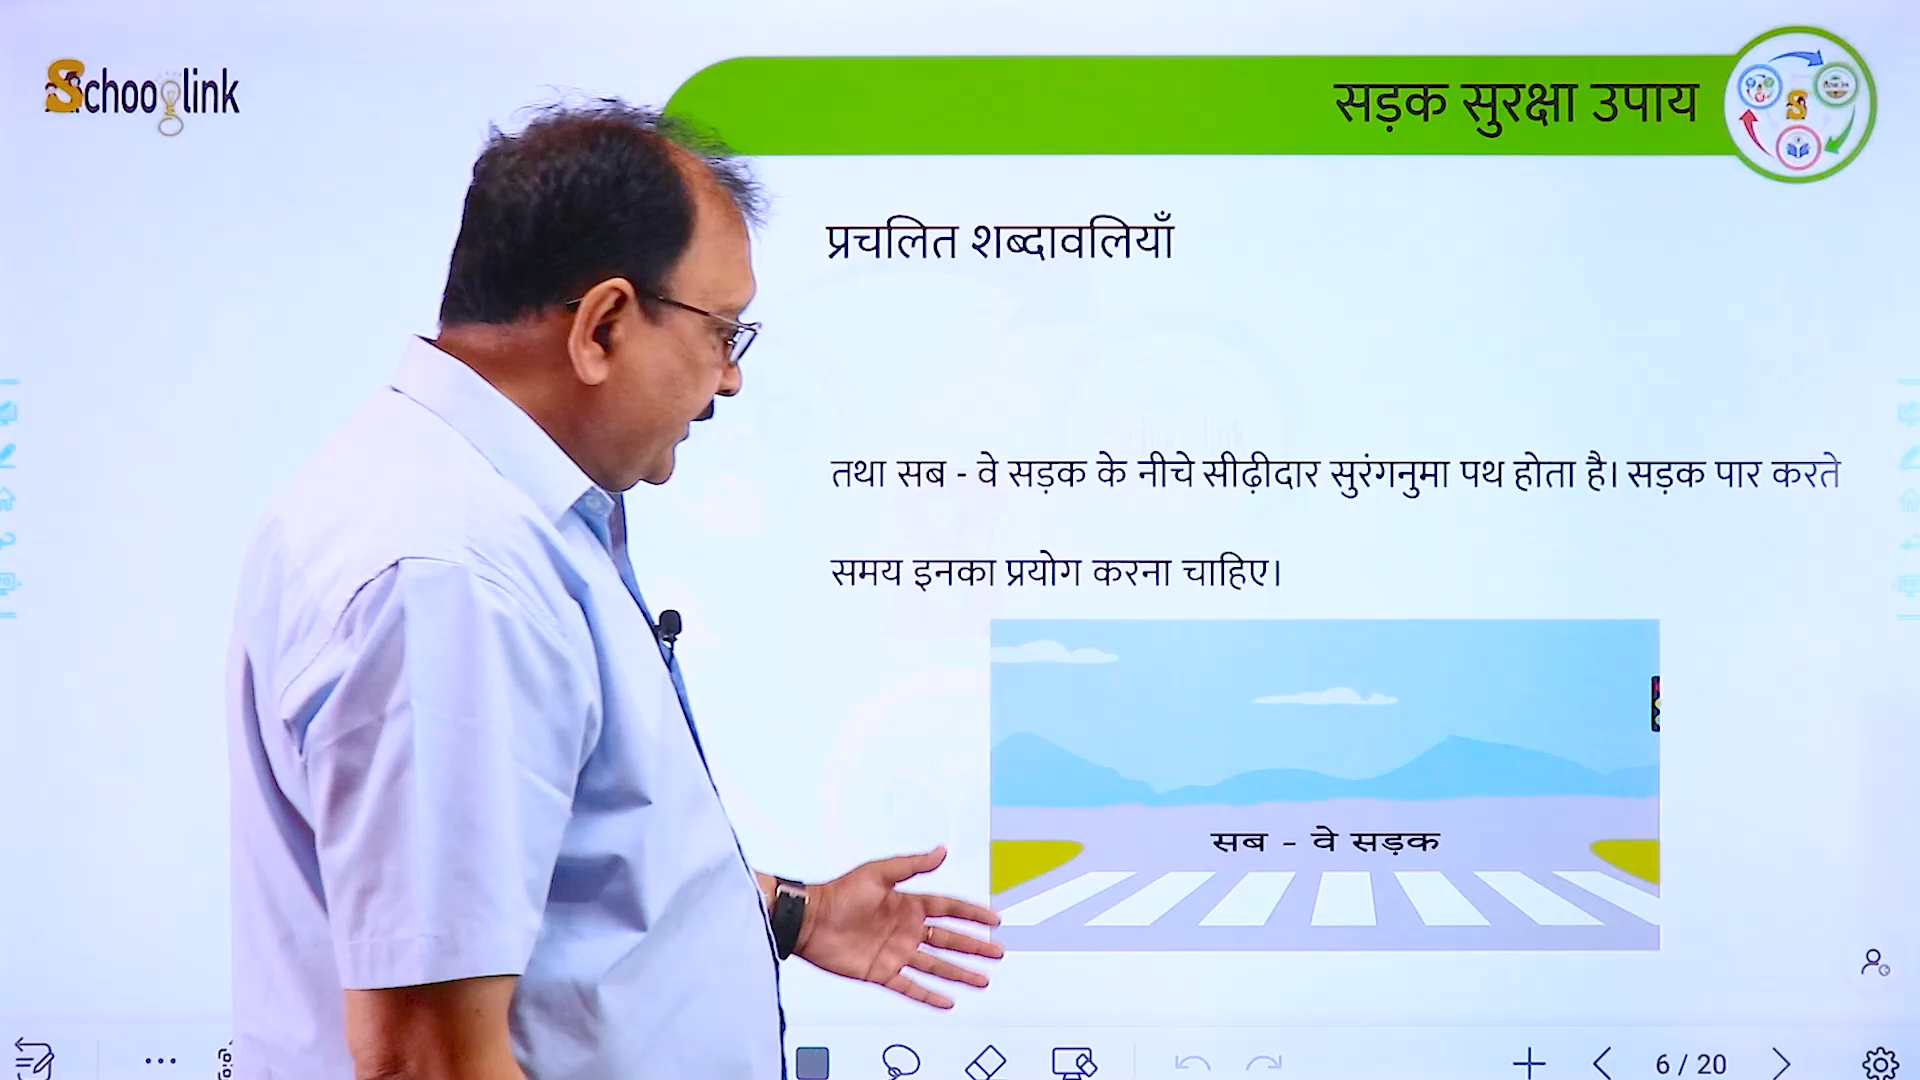 Schoolink
सड़क सुरक्षा उपाय
प्रचलित शब्दावलियाँ
तथा सब - वे सड़क के नीचे सीढ़ीदार सुरंगनुमा पथ होता है। सड़क पार करते
समय इनका प्रयोग करना चाहिए।
सब - वे सड़क
6 / 20